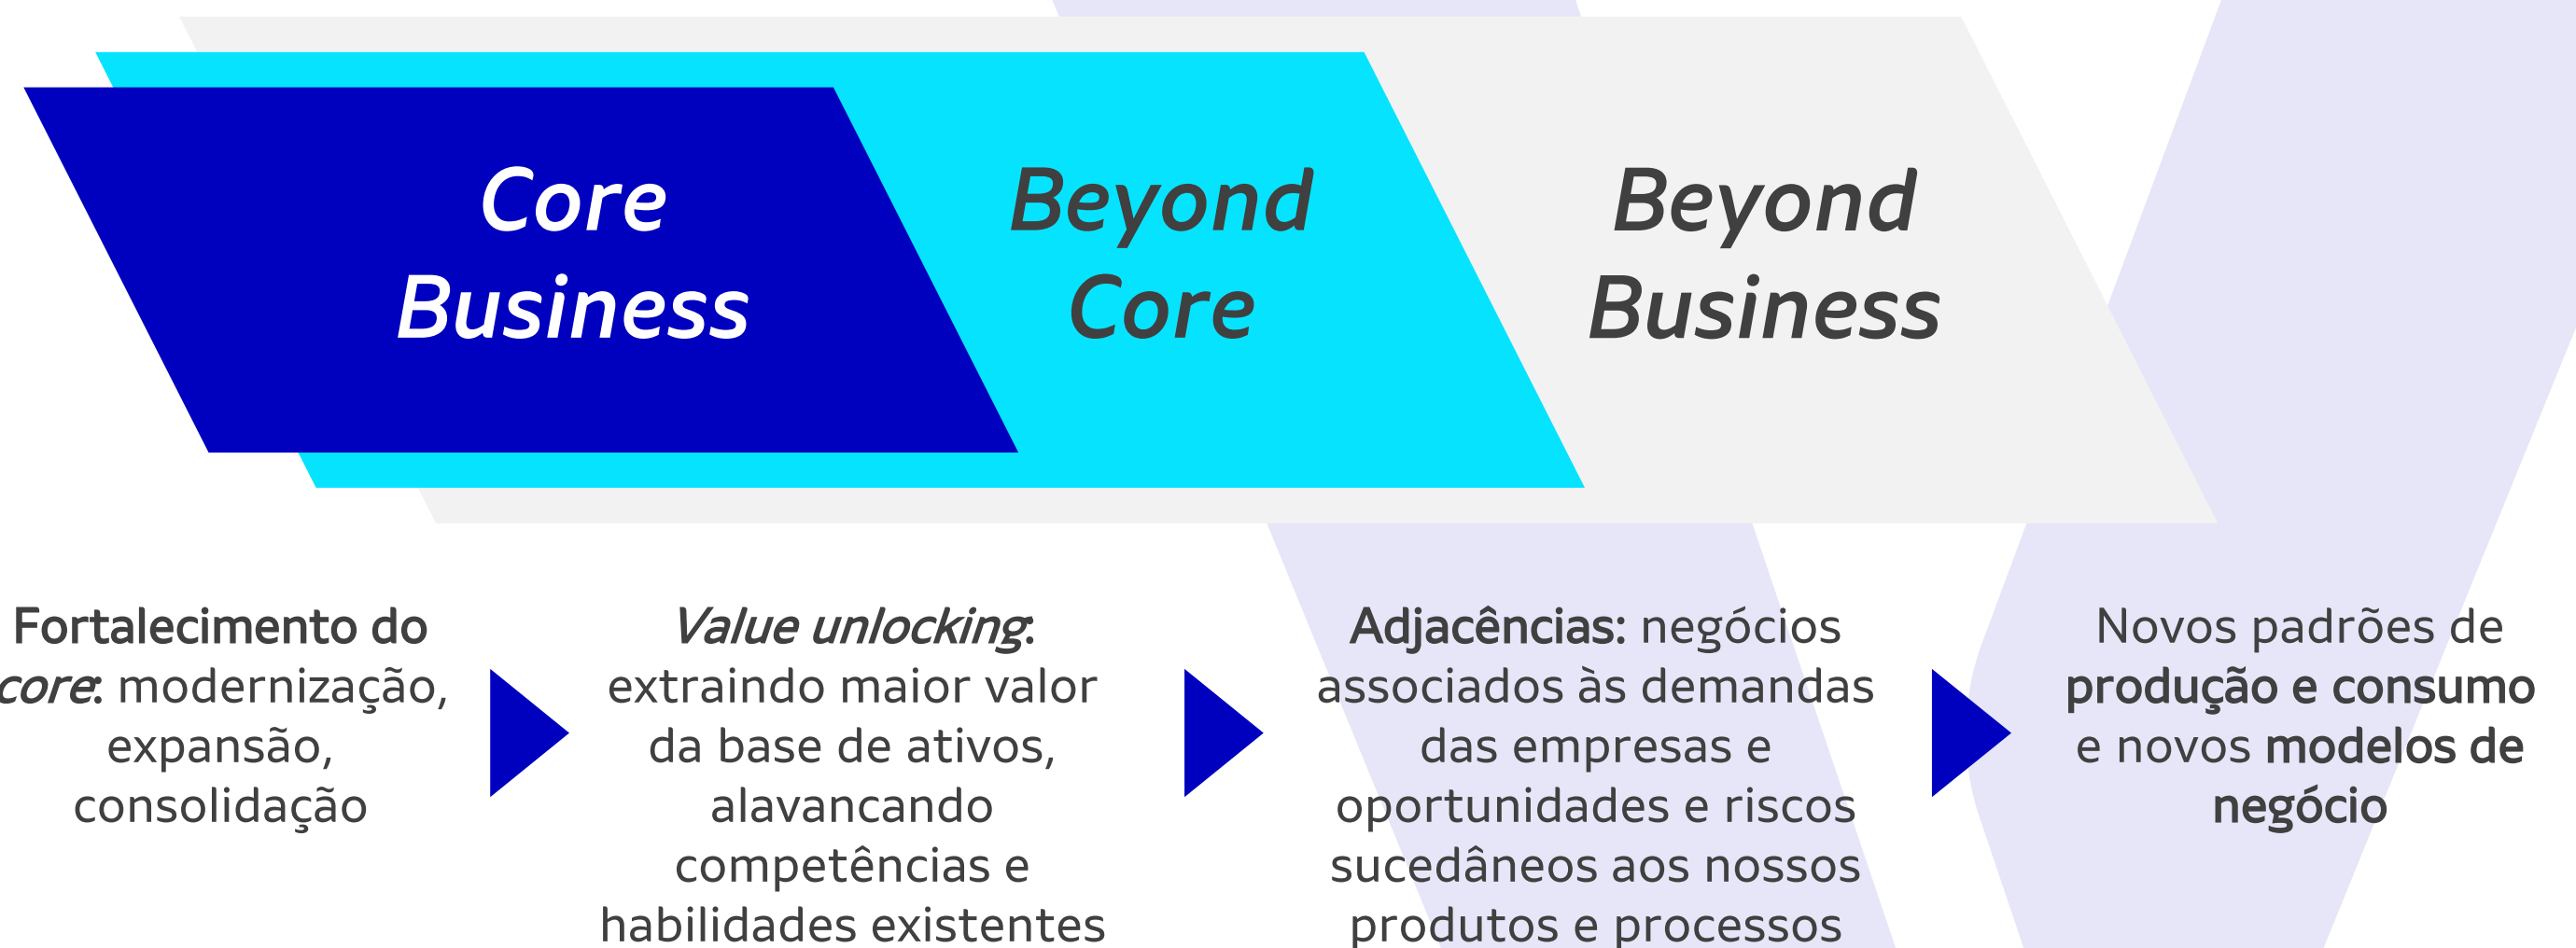 Core
Business
Beyond
Core
Beyond
Business
Fortalecimento do
core: modernização,
expansão,
consolidação
Value unlocking:
extraindo maior valor
da base de ativos,
alavancando
competências e
habilidades existentes
Adjacências: negócios
associados às demandas
das empresas e
oportunidades e riscos
sucedâneos aos nossos
produtos e processos
Novos padrões de
produção e consumo
e novos modelos de
negócio